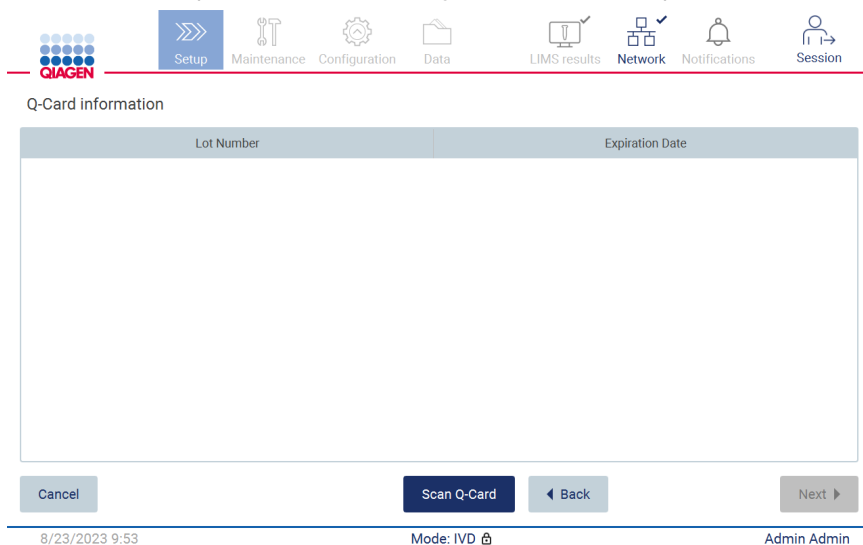 QIAGEN
Setup
Maintenance
Configuration
Data
LIMS results
Network
Notifications
Session
Q-Card information
Lot Number
Expiration Date
Cancel
Scan Q-Card
Back
Next
8/23/2023 9:53
Mode: IVD
Admin Admin